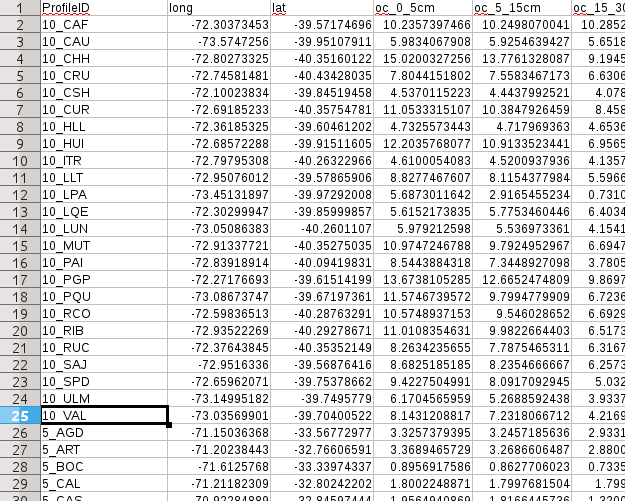 1 ProfileID long lat oc_0_5cm oc_5_15cm oc_15_30
2 10_CAF -72.30373453 -39.57174696 10.2357397466 10.2498070041 10.2852
3 10_CAU -73.5747256 -39.95107911 5.9834067908 5.9254639427 5.6518
4 10_CHH -72.80273325 -40.35160122 15.0200327256 13.7761328087 9.1945
5 10_CRU -72.74581481 -40.43428035 7.8044151802 7.5583467173 6.6306
6 10_CSH -72.10023834 -39.84519458 4.5370115223 4.4437992521 4.078
7 10_CUR -72.69185233 -40.35754781 11.0533315107 10.3847926459 8.458
8 10_HLL -72.36185325 -39.60461202 4.7325573443 4.717969363 4.6536
9 10_HUI -72.68572288 -39.91511605 12.2035768077 10.9133523441 6.9565
10 10_ITR -72.79795308 -40.26322966 4.6100054083 4.5200937936 4.1357
11 10_LLT -72.95076012 -39.57865906 8.8277467607 8.1154377984 5.5966
12 10_LPA -73.45131897 -39.97292008 5.6873011642 2.9165455234 0.7310
13 10_LQE -72.30299947 -39.85999857 5.6152173835 5.7753460446 6.4034
14 10_LUN -73.05086383 -40.2601107 5.979212598 5.536973361 4.1541
15 10_MUT -72.91337721 -40.35275035 10.9747246788 9.7924952967 6.6947
16 10_PAI -72.83918914 -40.09419831 8.5443884318 7.3448927098 3.7805
17 10_PGP -72.27176693 -39.61514199 13.6738105285 12.6652474809 9.8697
18 10_PQU -73.08673747 -39.67197361 11.5746739572 9.7994779909 6.7236
19 10_RCO -72.59836513 -40.28763291 10.5748937153 9.546028652 6.6929
20 10_RIB -72.93522269 -40.29278671 11.0108354631 9.9822664403 6.5173
21 10_RUC -72.37643845 -40.35352149 8.2634235655 7.7875465311 6.3167
22 10_SAJ -72.9516336 -39.56876416 8.6825185185 8.2354666667 6.2573
23 10_SPD -72.65962071 -39.75378662 9.4227504991 8.0917092945 5.032
24 10_ULM -73.14995182 -39.7495779 6.1704565959 5.2688592438 3.9337
25 10_VAL -73.03569901 -39.70400522 8.1431208817 7.2318066712 4.2169
26 5_AGD -71.15036368 -33.56772977 3.3257379395 3.2457185636 2.9331
27 5_ART -71.20238443 -32.76606591 3.3689465729 3.2686606487 2.8800
28 5_BOC -71.6125768 -33.33974337 0.8956917586 0.8627706023 0.7335
29 5_CAL -71.21182309 -32.80242202 1.8002248871 1.7997681504 1.799